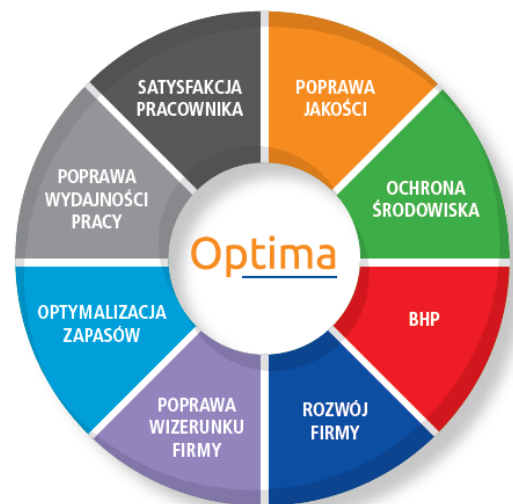 SATYSFAKCJA
PRACOWNIKA
POPRAWA
JAKOŚCI
OCHRONA
ŚRODOWISKA
BHP
ROZWÓJ
FIRMY
POPRAWA
WIZERUNKU
FIRMY
OPTYMALIZACJA
ZAPASÓW
POPRAWA
WYDAJNOŚCI
PRACY
Optima